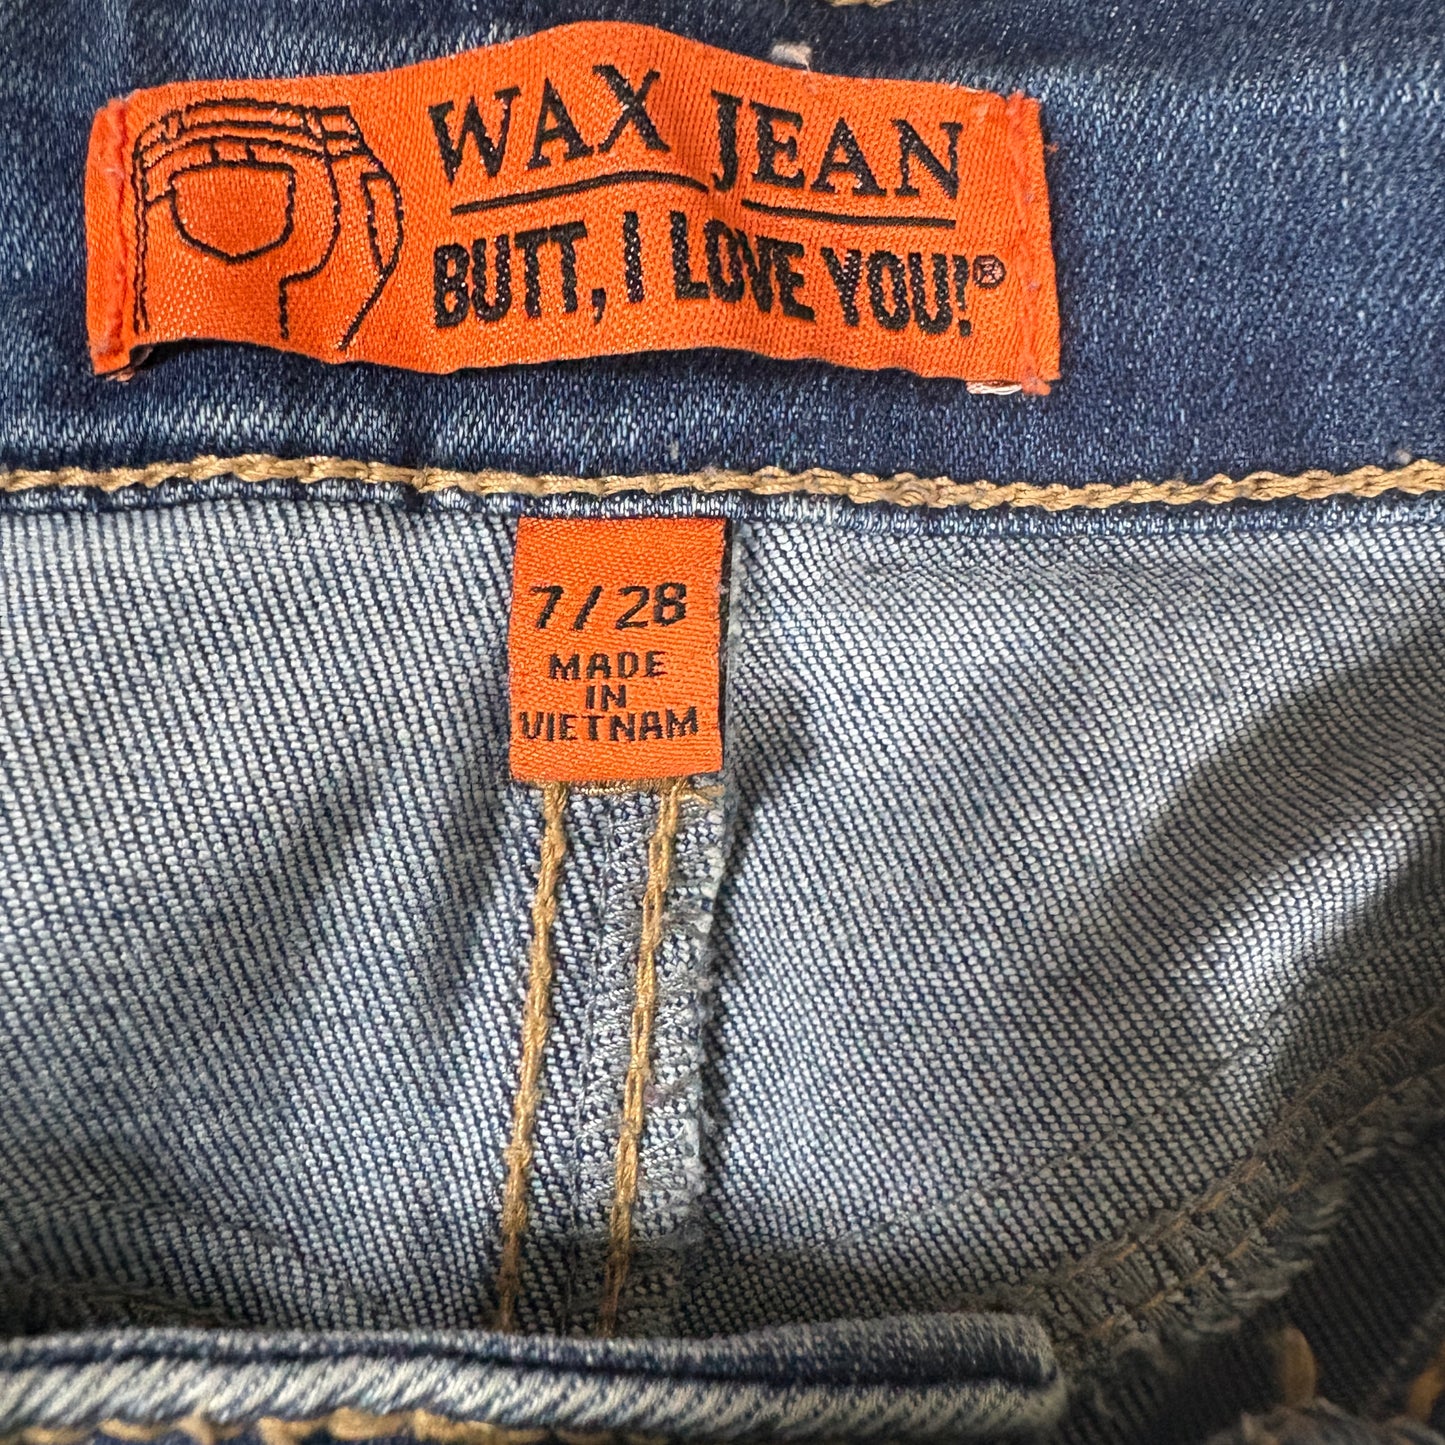 WAX JEAN
BUTT, I LOVE YOU!®
7/28
MADE
IN
VIETNAM